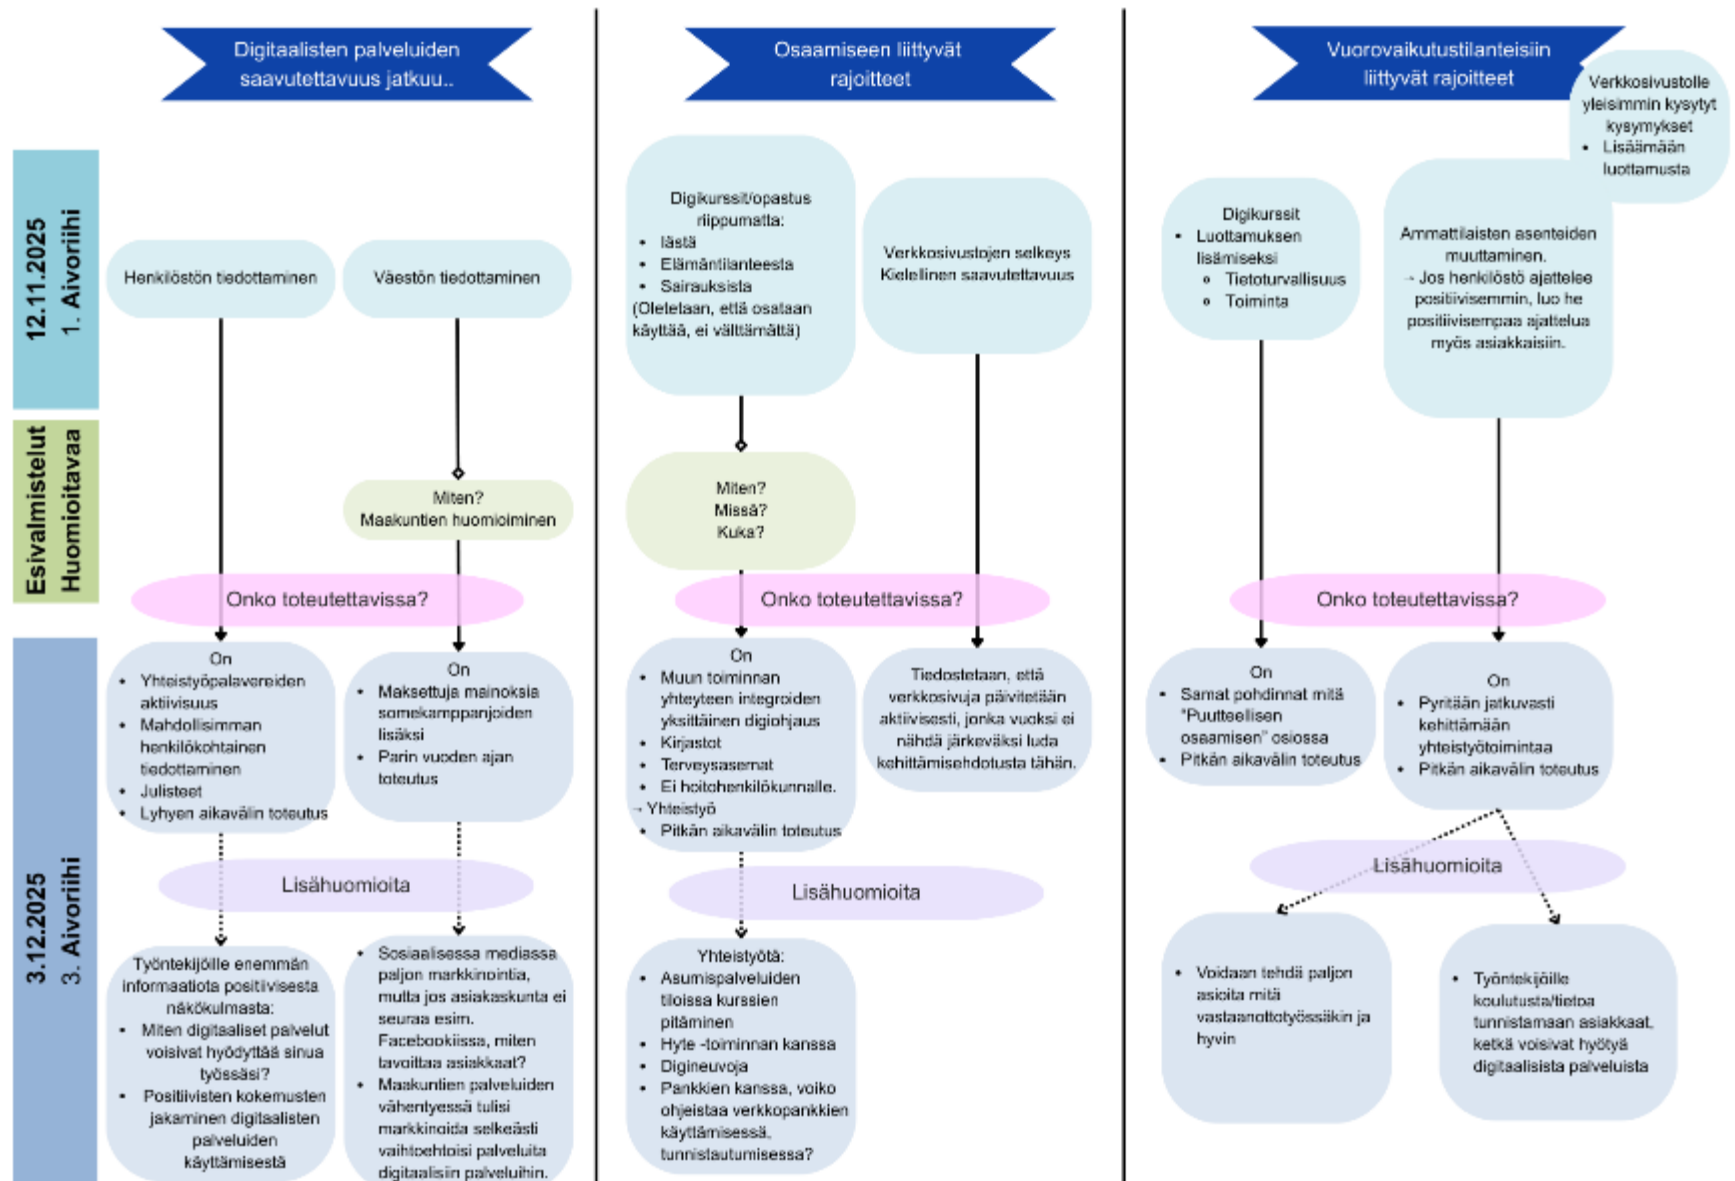 Digitaalisten palveluiden
saavutettavuus jatkuu..
Osaamiseen liittyvät
rajoitteet
Vuorovaikutustilanteisiin
liittyvät rajoitteet
Verkkosivustolle
yleisimmin kysytyt
kysymykset
• Lisäämään
luottamusta
12.11.2025
1. Aivoriihi
Henkilöstön tiedottaminen
Väestön tiedottaminen
Digikurssit/opastus
riippumatta:
• Iästä
• Elämäntilanteesta
• Sairauksista
(Oletetaan, että osataan
käyttää, ei välttämättä)
Verkkosivustojen selkeys
Kielellinen saavutettavuus
Digikurssit
• Luottamuksen
lisämiseksi
◦ Tietoturvallisuus
◦ Toiminta
Ammattilaisten asenteiden
muuttaminen.
→ Jos henkilöstö ajattelee
positiivisemmin, luo he
positiivisempaa ajattelua
myös asiakkaisiin.
Esivalmistelut
Huomioitavaa
Miten?
Maakuntien huomioiminen
Miten?
Missä?
Kuka?
Onko toteutettavissa?
Onko toteutettavissa?
Onko toteutettavissa?
3.12.2025
3. Aivoriihi
On
• Yhteistyöpalavereiden
aktiivisuus
• Mahdollisimman
henkilökohtainen
tiedottaminen
• Julisteet
• Lyhyen aikavälin toteutus
On
• Maksettuja mainoksia
somekamppanjoiden
lisäksi
• Parin vuoden ajan
toteutus
On
• Muun toiminnan
yhteyteen integroiden
yksittäinen digiohjaus
• Kirjastot
• Terveysasemat
• Ei hoitohenkilökunnalle.
→ Yhteistyö
• Pitkän aikavälin toteutus
Tiedostetaan, että
verkkosivuja päivitetään
aktiivisesti, jonka vuoksi ei
nähdä järkeväksi luda
kehittämisehdotusta tähän.
On
• Samat pohdinnat mitä
"Puutteellisen
osaamisen" osiossa
• Pitkän aikavälin toteutus
On
• Pyritään jatkuvasti
kehittämään
yhteistyötoimintaa
• Pitkän aikavälin toteutus
Lisähuomioita
Lisähuomioita
Lisähuomioita
Työntekijöille enemmän
informaatiota positiivisesta
näkökulmasta:
• Miten digitaaliset palvelut
voisivat hyödyttää sinua
työssäsi?
• Positiivisten kokemusten
jakaminen digitaalisten
palveluiden
käyttämisestä
• Sosiaalisessa mediassa
paljon markkinointia,
mutta jos asiakaskunta ei
seuraa esim.
Facebookiissa, miten
tavoittaa asiakkaat?
• Maakuntien palveluiden
vähentyessä tulisi
markkinoida selkeästi
vaihtoehtoisi palveluita
digitaalisiin palveluihin.
Yhteistyötä:
• Asumispalveluiden
tiloissa kurssien
pitäminen
• Hyte -toiminnan kanssa
• Digineuvoja
• Pankkien kanssa, voiko
ohjeistaa verkkopankkien
käyttämisessä,
tunnistautumisessa?
• Voidaan tehdä paljon
asioita mitä
vastaanottotyössäkin ja
hyvin
• Työntekijöille
koulutusta/tietoa
tunnistamaan asiakkaat,
ketkä voisivat hyötyä
digitaalisista palveluista